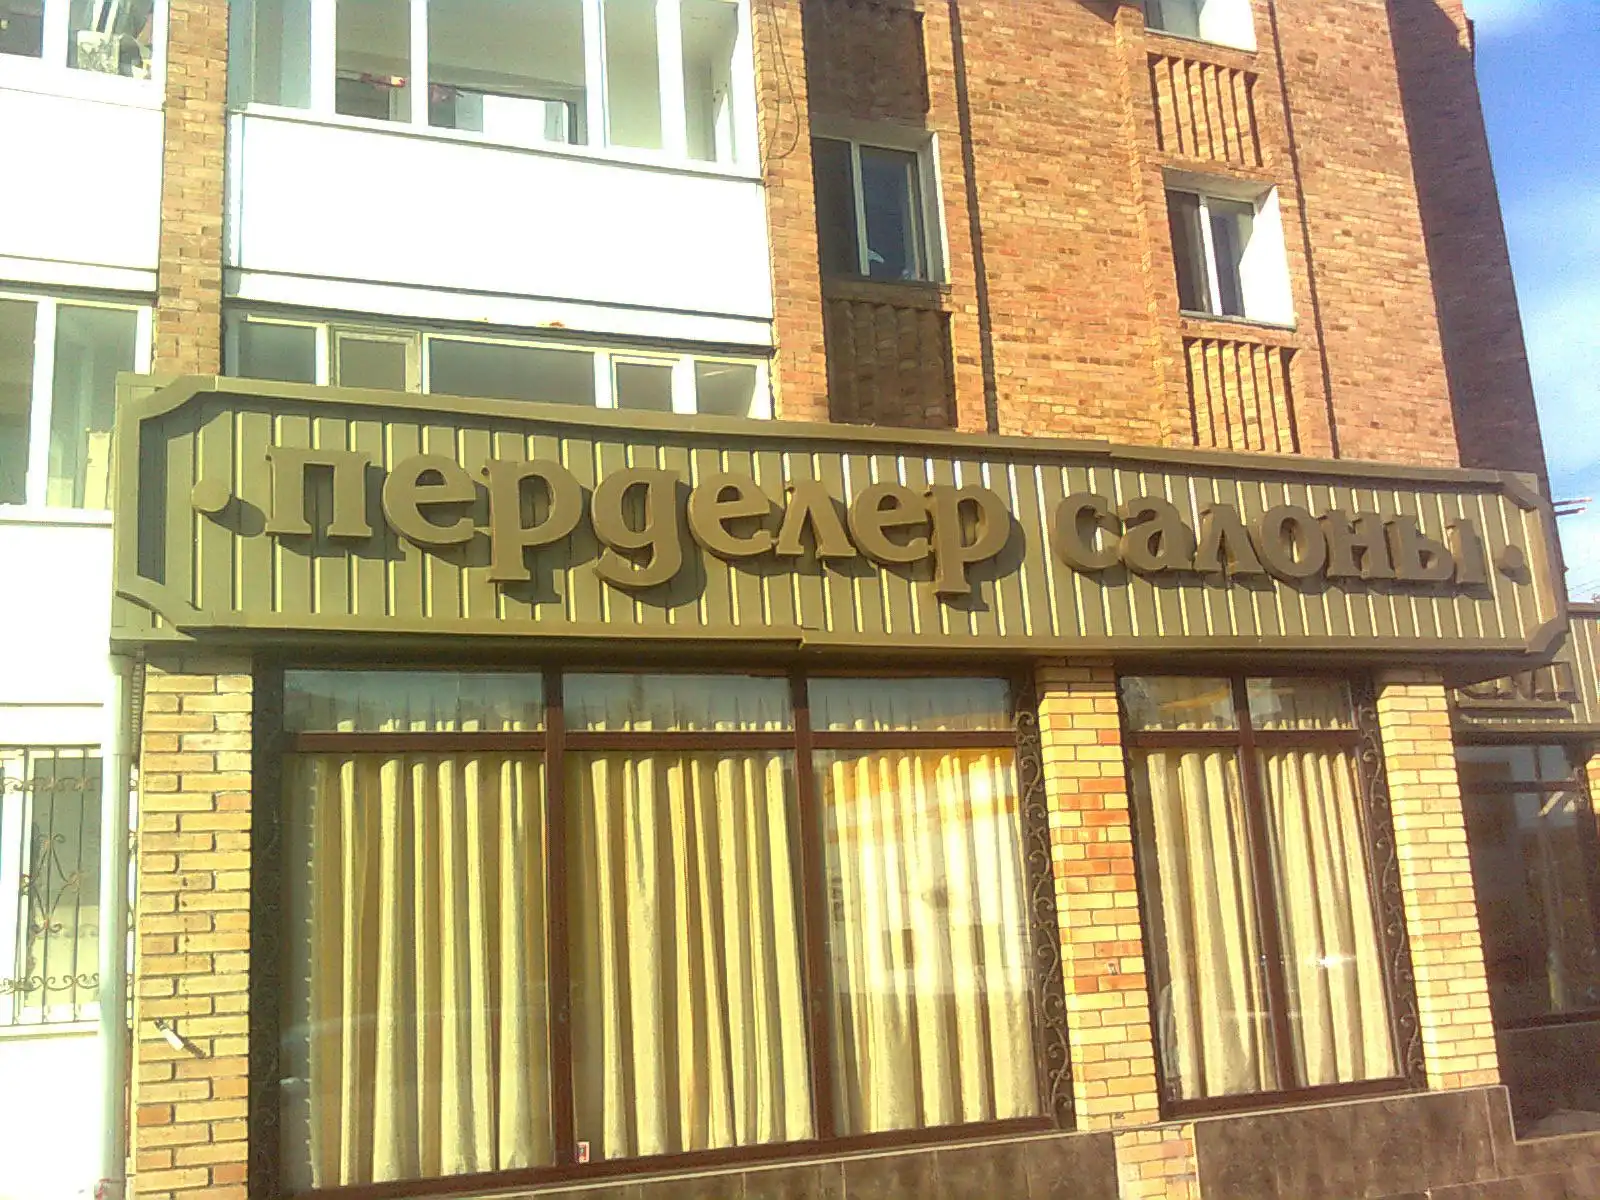 • перделер салоны •